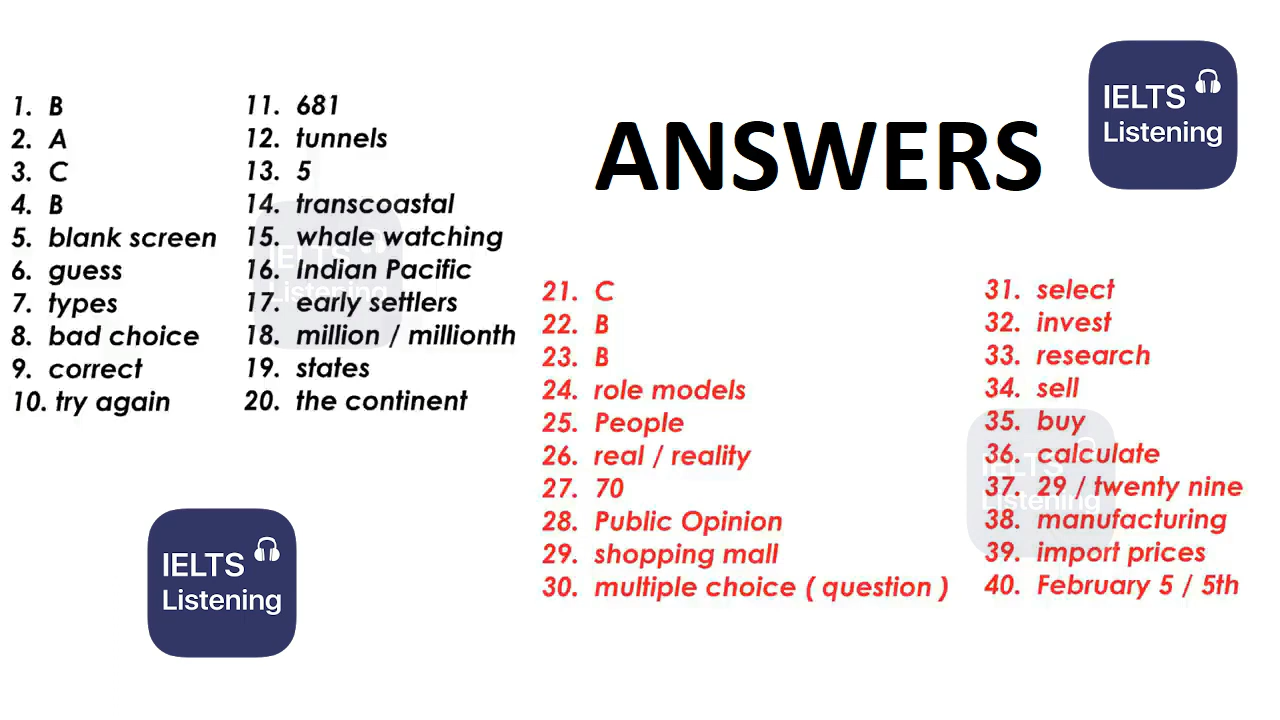 ANSWERS
IELTS
Listening
1. B
2. A
3. C
4. B
5. blank screen
6. guess
7. types
8. bad choice
9. correct
10. try again
11. 681
12. tunnels
13. 5
14. transcoastal
15. whale watching
16. Indian Pacific
17. early settlers
18. million / millionth
19. states
20. the continent
IELTS
Listening
21. C
22. B
23. B
24. role models
25. People
26. real / reality
27. 70
28. Public Opinion
29. shopping mall
30. multiple choice ( question )
31. select
32. invest
33. research
34. sell
35. buy
36. calculate
37. 29 / twenty nine
38. manufacturing
39. import prices
40. February 5 / 5th
IELTS
Listening
IELTS
Listening